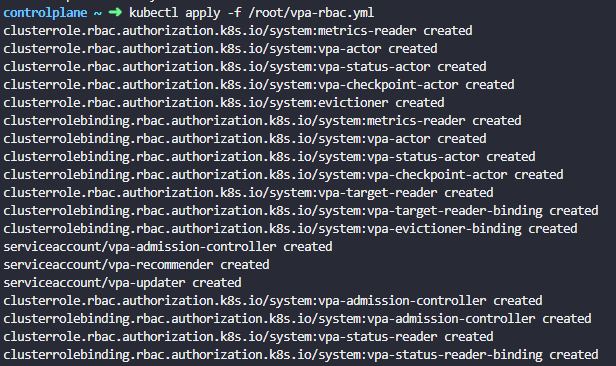 controlplane ~ ➜ kubectl apply -f /root/vpa-rbac.yml
clusterrole.rbac.authorization.k8s.io/system:metrics-reader created
clusterrole.rbac.authorization.k8s.io/system:vpa-actor created
clusterrole.rbac.authorization.k8s.io/system:vpa-status-actor created
clusterrole.rbac.authorization.k8s.io/system:vpa-checkpoint-actor created
clusterrole.rbac.authorization.k8s.io/system:evictioner created
clusterrolebinding.rbac.authorization.k8s.io/system:metrics-reader created
clusterrolebinding.rbac.authorization.k8s.io/system:vpa-actor created
clusterrolebinding.rbac.authorization.k8s.io/system:vpa-status-actor created
clusterrolebinding.rbac.authorization.k8s.io/system:vpa-checkpoint-actor created
clusterrole.rbac.authorization.k8s.io/system:vpa-target-reader created
clusterrolebinding.rbac.authorization.k8s.io/system:vpa-target-reader-binding created
clusterrolebinding.rbac.authorization.k8s.io/system:vpa-evictioner-binding created
serviceaccount/vpa-admission-controller created
serviceaccount/vpa-recommender created
serviceaccount/vpa-updater created
clusterrole.rbac.authorization.k8s.io/system:vpa-admission-controller created
clusterrolebinding.rbac.authorization.k8s.io/system:vpa-admission-controller created
clusterrole.rbac.authorization.k8s.io/system:vpa-status-reader created
clusterrolebinding.rbac.authorization.k8s.io/system:vpa-status-reader-binding created